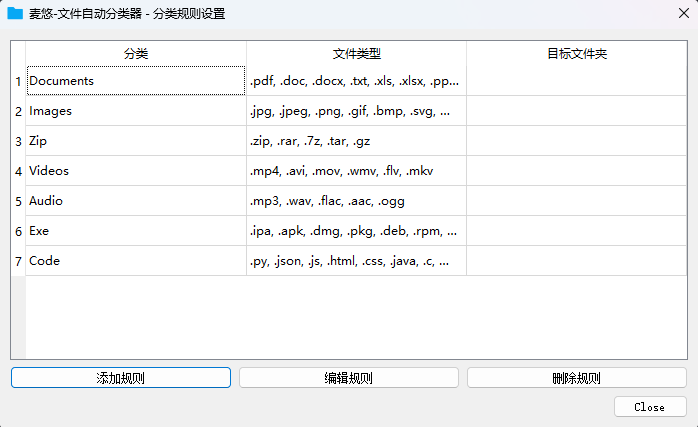 麦悠-文件自动分类器 - 分类规则设置
分类 文件类型 目标文件夹
1 Documents .pdf, .doc, .docx, .txt, .xls, .xlsx, .pp...
2 Images .jpg, .jpeg, .png, .gif, .bmp, .svg, ...
3 Zip .zip, .rar, .7z, .tar, .gz
4 Videos .mp4, .avi, .mov, .wmv, .flv, .mkv
5 Audio .mp3, .wav, .flac, .aac, .ogg
6 Exe .ipa, .apk, .dmg, .pkg, .deb, .rpm, ...
7 Code .py, .json, .js, .html, .css, .java, .c, ...
添加规则 编辑规则 删除规则
Close